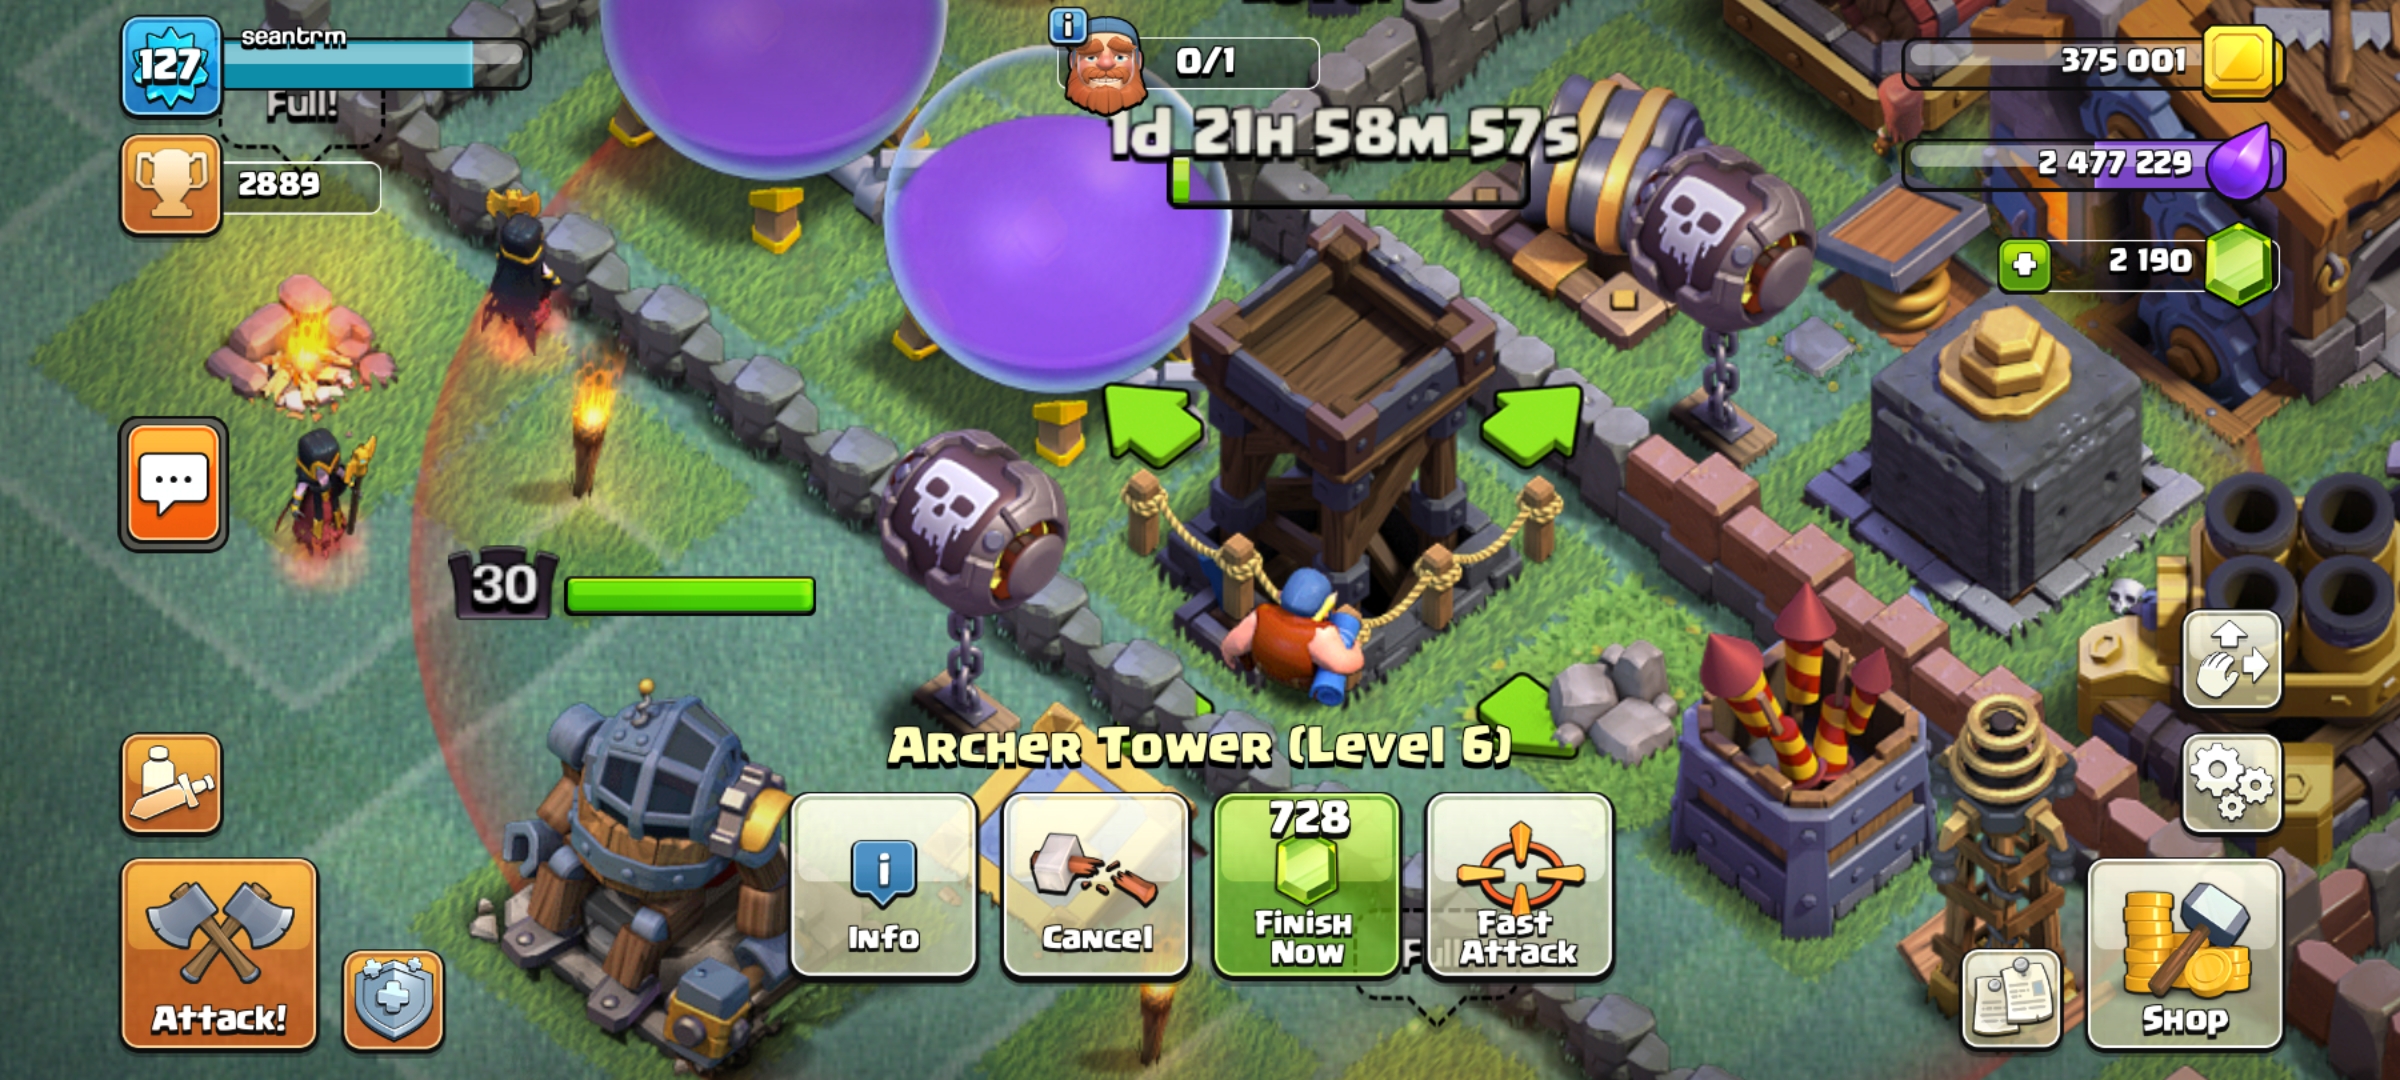 127
seantrm
Full!
2889
0/1
1d 21H 58M 57s
375 001
2 477 229
2 190
30
Archer Tower (Level 6)
Info
Cancel
728
Finish
Now
Fast
Attack
Attack!
Shop